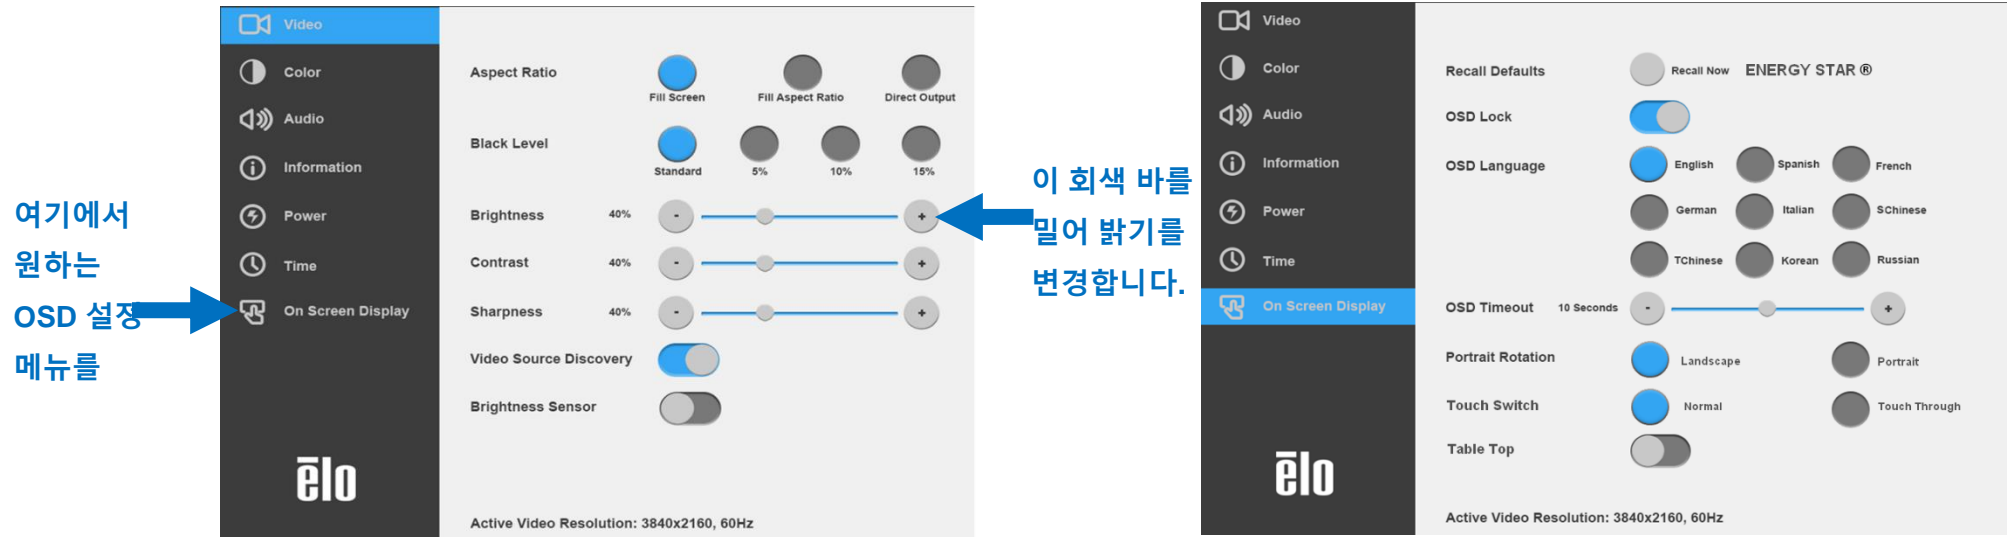 여기에서
원하는
OSD 설정
메뉴를
Video
Color
Audio
Information
Power
Time
On Screen Display
ēlo
Aspect Ratio
Fill Screen
Fill Aspect Ratio
Direct Output
Black Level
Standard
5%
10%
15%
Brightness 40% - +
Contrast 40% - +
Sharpness 40% - +
Video Source Discovery
Brightness Sensor
Active Video Resolution: 3840x2160, 60Hz
이 회색 바를
밀어 밝기를
변경합니다.
Video
Color
Audio
Information
Power
Time
On Screen Display
ēlo
Recall Defaults Recall Now ENERGY STAR ®
OSD Lock
OSD Language English Spanish French
German Italian SChinese
TChinese Korean Russian
OSD Timeout 10 Seconds - +
Portrait Rotation Landscape Portrait
Touch Switch Normal Touch Through
Table Top
Active Video Resolution: 3840x2160, 60Hz